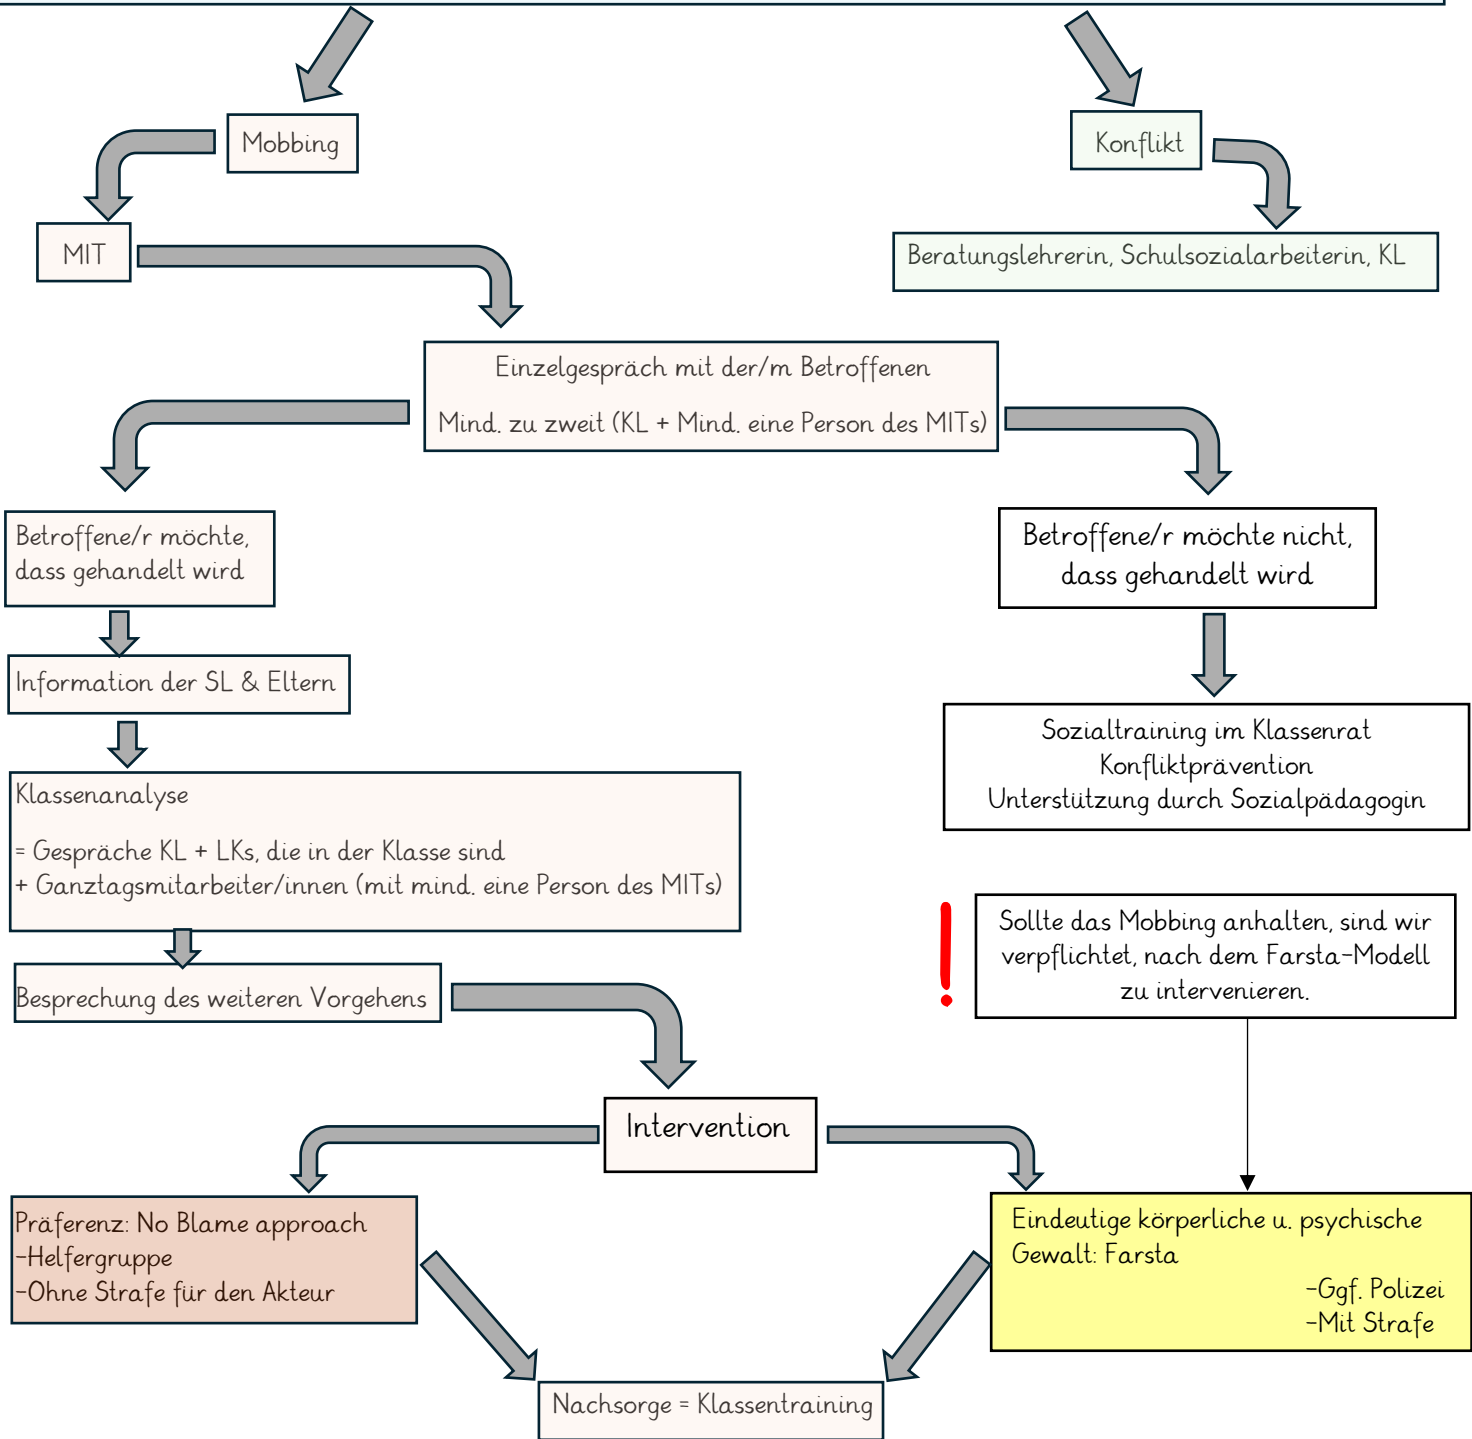 Mobbing
Konflikt
MIT
Beratungslehrerin, Schulsozialarbeiterin, KL
Einzelgespräch mit der/m Betroffenen
Mind. zu zweit (KL + Mind. eine Person des MITs)
Betroffene/r möchte,
dass gehandelt wird
Betroffene/r möchte nicht,
dass gehandelt wird
Information der SL & Eltern
Sozialtraining im Klassenrat
Konfliktprävention
Unterstützung durch Sozialpädagogin
Klassenanalyse
= Gespräche KL + LKs, die in der Klasse sind
+ Ganztagsmitarbeiter/innen (mit mind. eine Person des MITs)
!
Sollte das Mobbing anhalten, sind wir
verpflichtet, nach dem Farsta-Modell
zu intervenieren.
Besprechung des weiteren Vorgehens
Intervention
Präferenz: No Blame approach
-Helfergruppe
-Ohne Strafe für den Akteur
Eindeutige körperliche u. psychische
Gewalt: Farsta
-Ggf. Polizei
-Mit Strafe
Nachsorge = Klassentraining